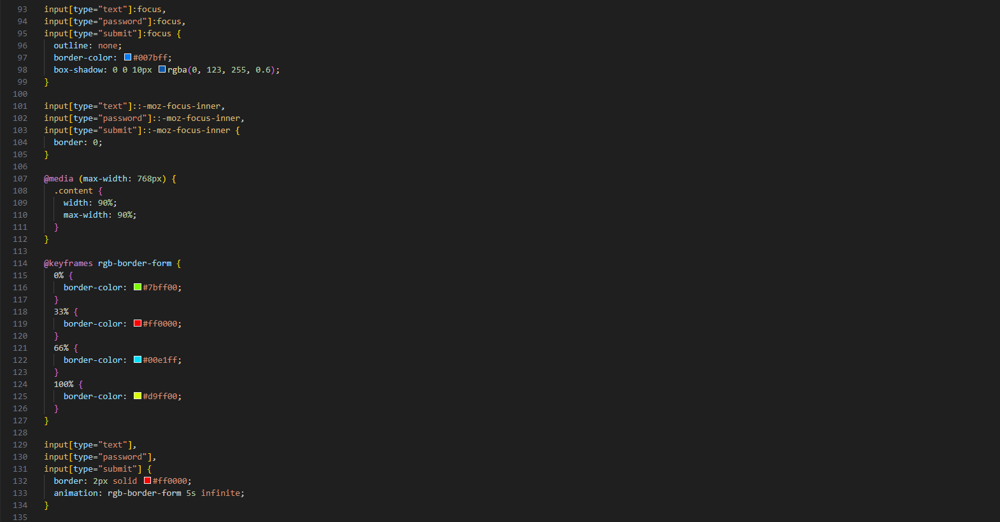 93 input[type="text"]:focus,
94 input[type="password"]:focus,
95 input[type="submit"]:focus {
96 outline: none;
97 border-color: #007bff;
98 box-shadow: 0 0 10px rgba(0, 123, 255, 0.6);
99 }
100
101 input[type="text"]::-moz-focus-inner,
102 input[type="password"]::-moz-focus-inner,
103 input[type="submit"]::-moz-focus-inner {
104 border: 0;
105 }
106
107 @media (max-width: 768px) {
108 .content {
109 width: 90%;
110 max-width: 90%;
111 }
112 }
113
114 @keyframes rgb-border-form {
115 0% {
116 border-color: #7bff00;
117 }
118 33% {
119 border-color: #ff0000;
120 }
121 66% {
122 border-color: #00e1ff;
123 }
124 100% {
125 border-color: #d9ff00;
126 }
127 }
128
129 input[type="text"],
130 input[type="password"],
131 input[type="submit"] {
132 border: 2px solid #ff0000;
133 animation: rgb-border-form 5s infinite;
134 }
135